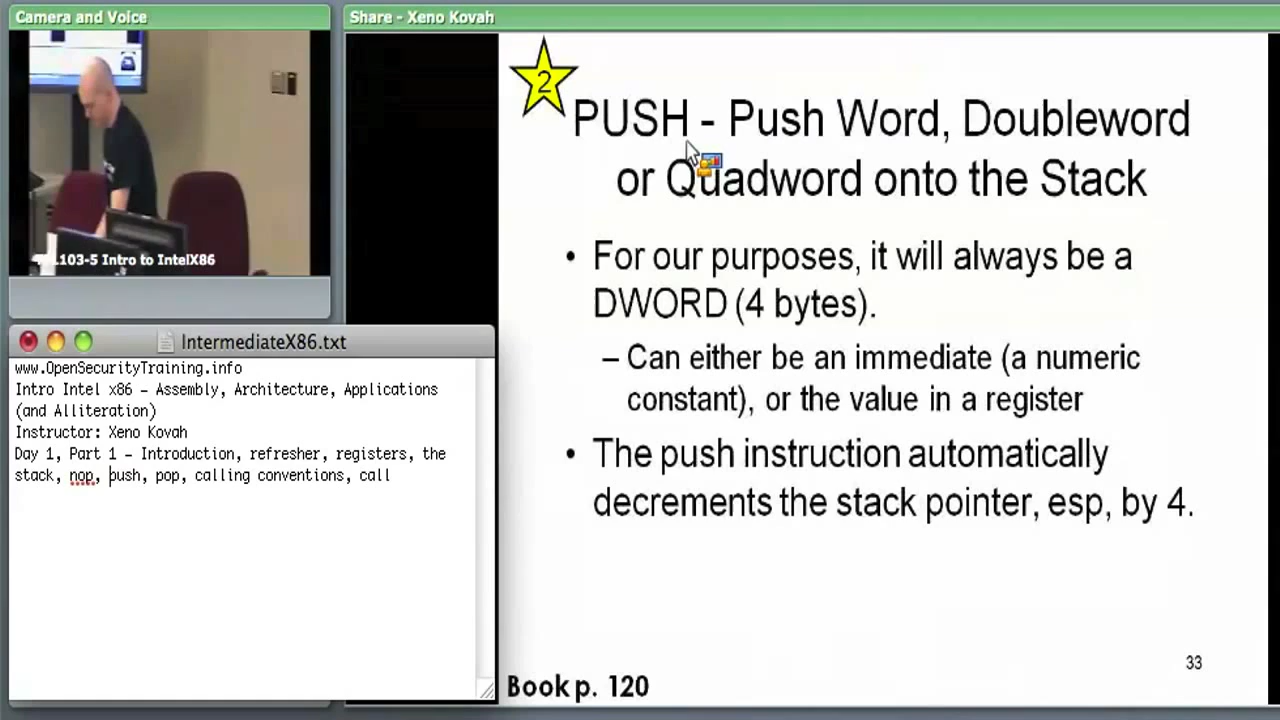 Camera and Voice
103-5 Intro to IntelX86
IntermediateX86.txt
www.OpenSecurityTraining.info
Intro Intel x86 – Assembly, Architecture, Applications
(and Alliteration)
Instructor: Xeno Kovah
Day 1, Part 1 – Introduction, refresher, registers, the
stack, nop, push, pop, calling conventions, call
Share - Xeno Kovah
2
PUSH - Push Word, Doubleword
or Quadword onto the Stack
• For our purposes, it will always be a
DWORD (4 bytes).
– Can either be an immediate (a numeric
constant), or the value in a register
• The push instruction automatically
decrements the stack pointer, esp, by 4.
33
Book p. 120